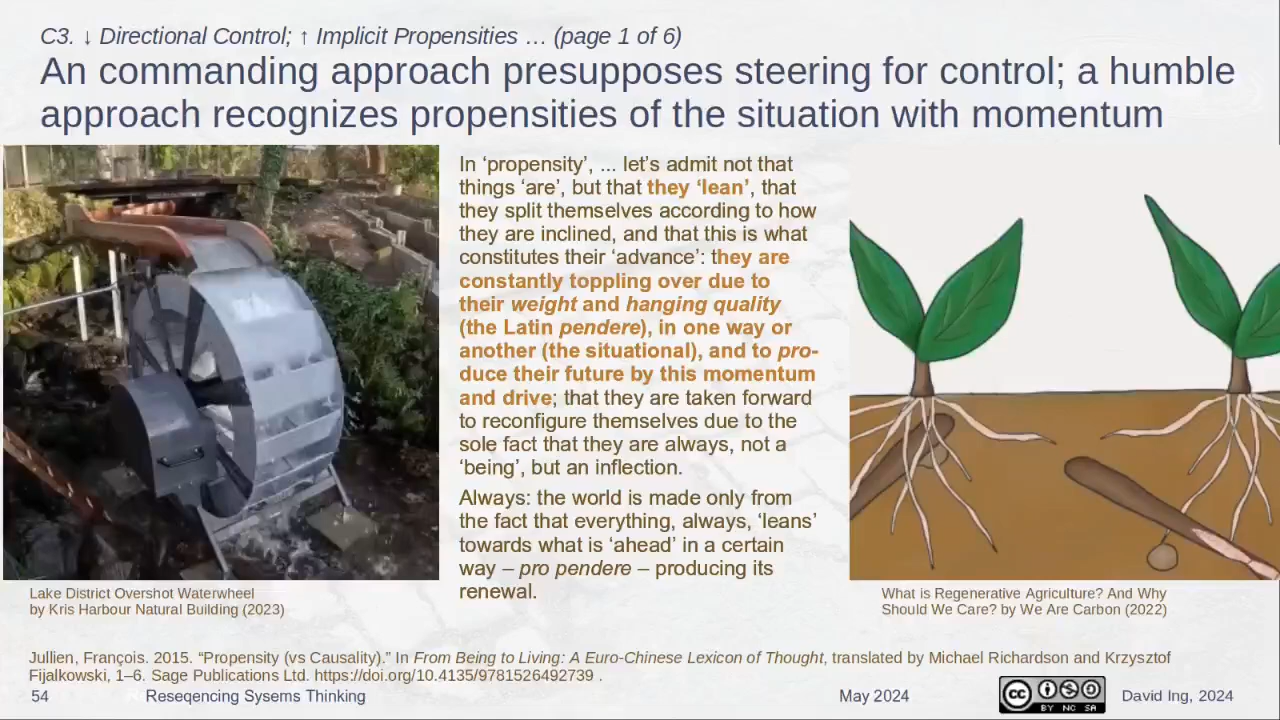 C3. ↓ Directional Control; ↑ Implicit Propensities … (page 1 of 6)
An commanding approach presupposes steering for control; a humble
approach recognizes propensities of the situation with momentum
In ‘propensity’, ... let’s admit not that
things ‘are’, but that they ‘lean’, that
they split themselves according to how
they are inclined, and that this is what
constitutes their ‘advance’: they are
constantly toppling over due to
their weight and hanging quality
(the Latin pendere), in one way or
another (the situational), and to pro-
duce their future by this momentum
and drive; that they are taken forward
to reconfigure themselves due to the
sole fact that they are always, not a
‘being’, but an inflection.
Always: the world is made only from
the fact that everything, always, ‘leans’
towards what is ‘ahead’ in a certain
way – pro pendere – producing its
renewal.
Lake District Overshot Waterwheel
by Kris Harbour Natural Building (2023)
What is Regenerative Agriculture? And Why
Should We Care? by We Are Carbon (2022)
Jullien, François. 2015. “Propensity (vs Causality).” In From Being to Living: A Euro-Chinese Lexicon of Thought, translated by Michael Richardson and Krzysztof
Fijalkowski, 1–6. Sage Publications Ltd. https://doi.org/10.4135/9781526492739 .
54
Reseqencing Sysems Thinking
May 2024
cc BY NC SA
David Ing, 2024